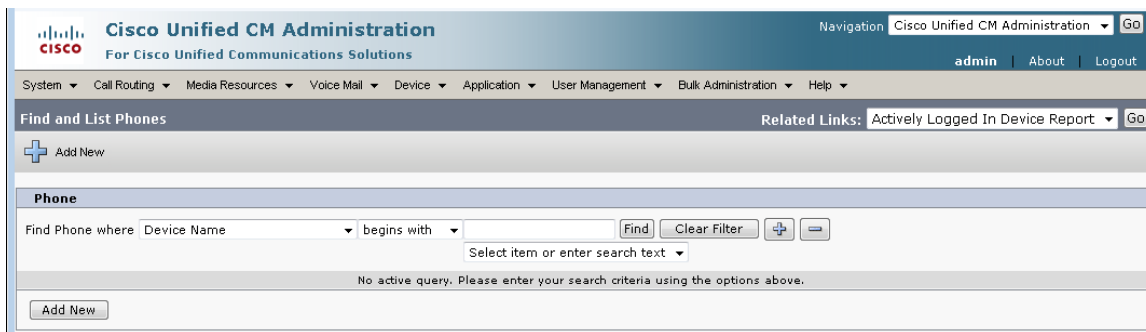 Cisco Unified CM Administration
For Cisco Unified Communications Solutions
CISCO
Navigation Cisco Unified CM Administration Go
admin | About | Logout
System Call Routing Media Resources Voice Mail Device Application User Management Bulk Administration Help
Find and List Phones
Related Links: Actively Logged In Device Report Go
Add New
Phone
Find Phone where Device Name begins with Find Clear Filter
Select item or enter search text
No active query. Please enter your search criteria using the options above.
Add New